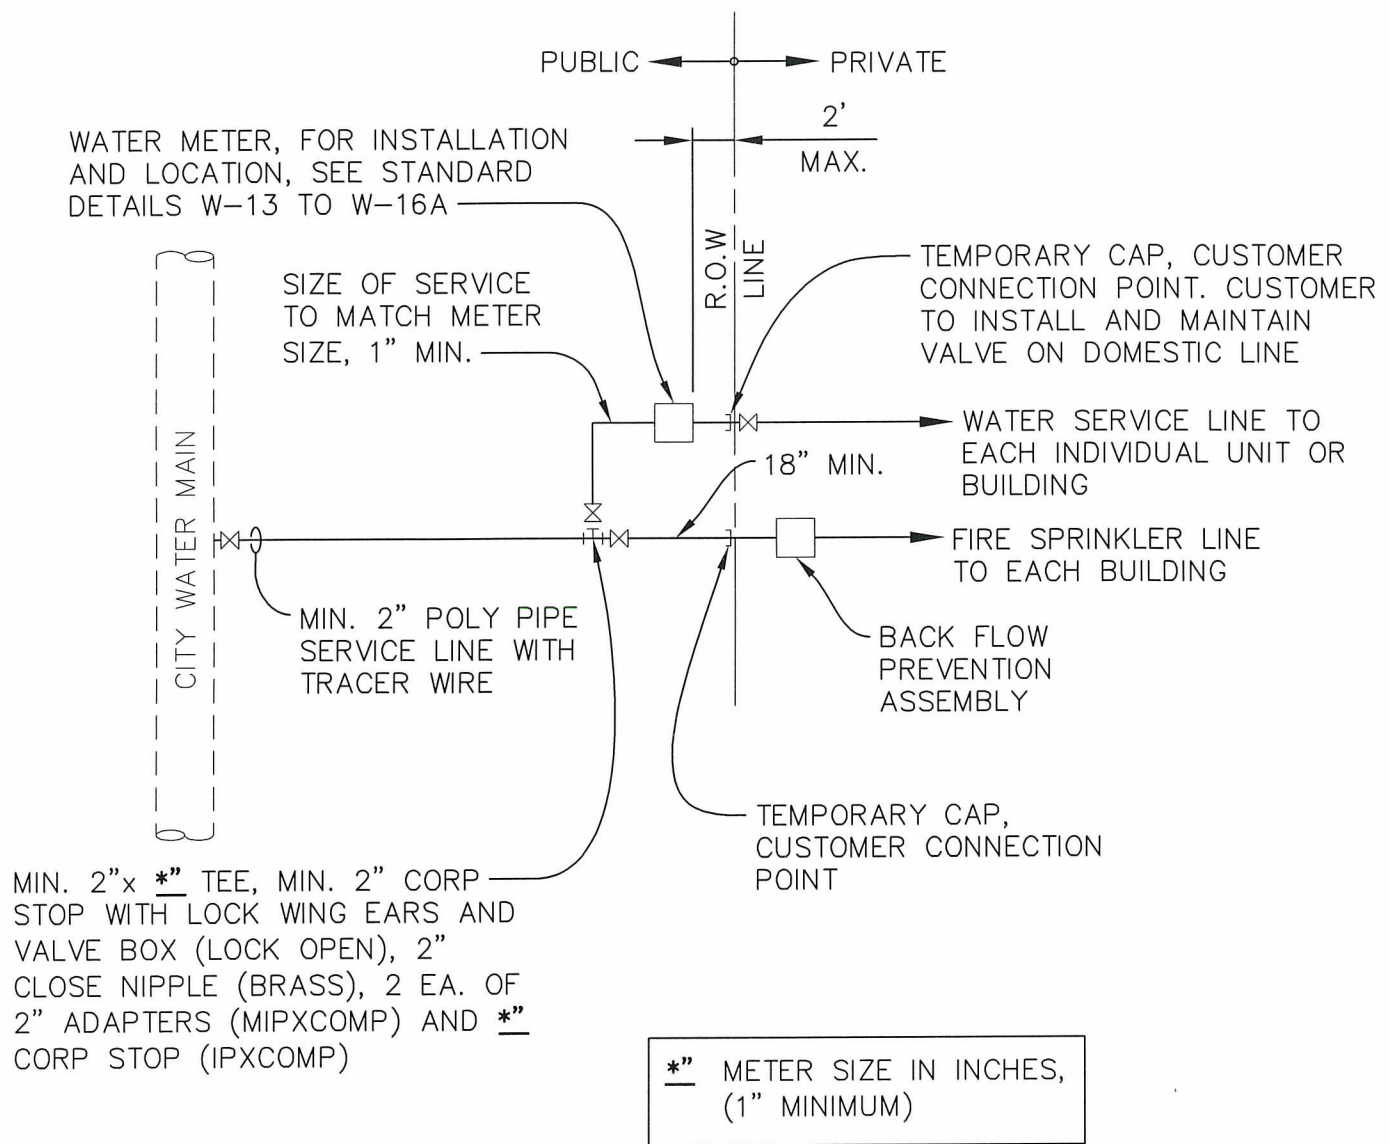 PUBLIC
PRIVATE
2'
MAX.
WATER METER, FOR INSTALLATION
AND LOCATION, SEE STANDARD
DETAILS W-13 TO W-16A
R.O.W
LINE
TEMPORARY CAP, CUSTOMER
CONNECTION POINT. CUSTOMER
TO INSTALL AND MAINTAIN
VALVE ON DOMESTIC LINE
SIZE OF SERVICE
TO MATCH METER
SIZE, 1" MIN.
CITY WATER MAIN
18" MIN.
WATER SERVICE LINE TO
EACH INDIVIDUAL UNIT OR
BUILDING
FIRE SPRINKLER LINE
TO EACH BUILDING
MIN. 2" POLY PIPE
SERVICE LINE WITH
TRACER WIRE
BACK FLOW
PREVENTION
ASSEMBLY
TEMPORARY CAP,
CUSTOMER CONNECTION
POINT
MIN. 2"x *" TEE, MIN. 2" CORP
STOP WITH LOCK WING EARS AND
VALVE BOX (LOCK OPEN), 2"
CLOSE NIPPLE (BRASS), 2 EA. OF
2" ADAPTERS (MIPXCOMP) AND *"
CORP STOP (IPXCOMP)
*" METER SIZE IN INCHES,
(1" MINIMUM)